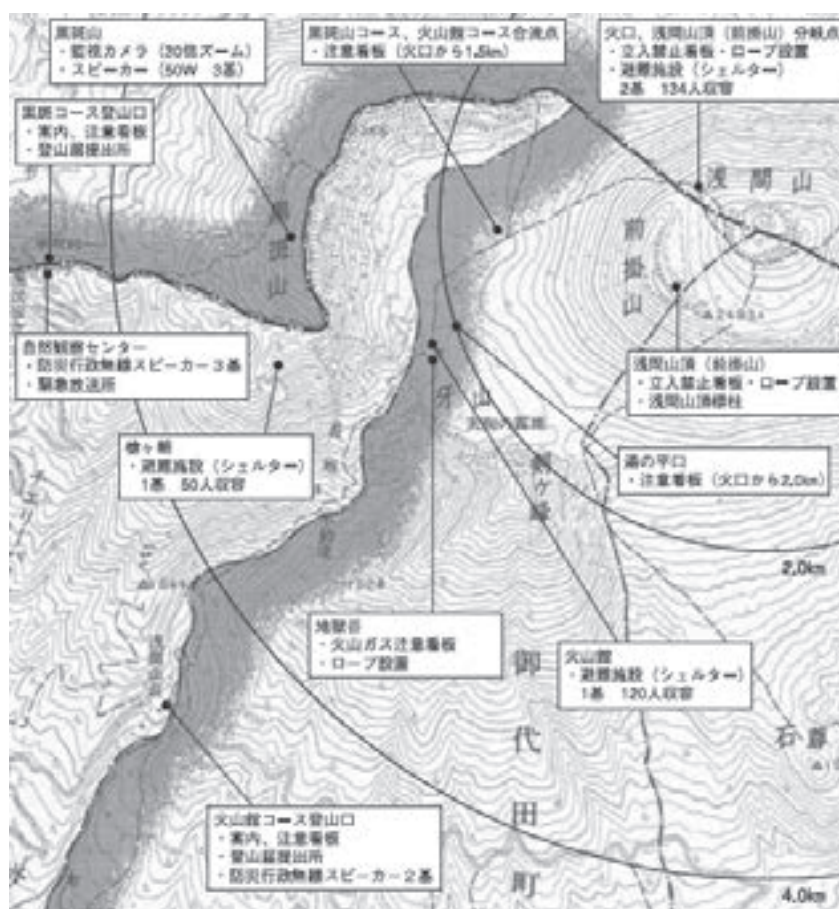 黒斑山
・監視カメラ（30倍ズーム）
・スピーカー（50W 3基）
黒斑山コース、火山館コース合流点
・注意看板（火口から1.5km）
火口、浅間山頂（前掛山）分岐点
・立入禁止看板・ロープ設置
・避難施設（シェルター）
2基 134人収容
黒斑コース登山口
・案内、注意看板
・登山届提出所
浅間山
前掛山
自然観察センター
・防災行政無線スピーカー3基
・緊急放送所
浅間山頂（前掛山）
・立入禁止看板・ロープ設置
・浅間山頂標柱
牙山
・避難施設（シェルター）
1基 50人収容
湯の平口
・注意看板（火口から2.0km）
剣ヶ峰
2.0km
地獄谷
・火山ガス注意看板
・ロープ設置
火山館
・避難施設（シェルター）
1基 120人収容
御代田町
石尊
火山館コース登山口
・案内、注意看板
・登山届提出所
・防災行政無線スピーカー2基
4.0km